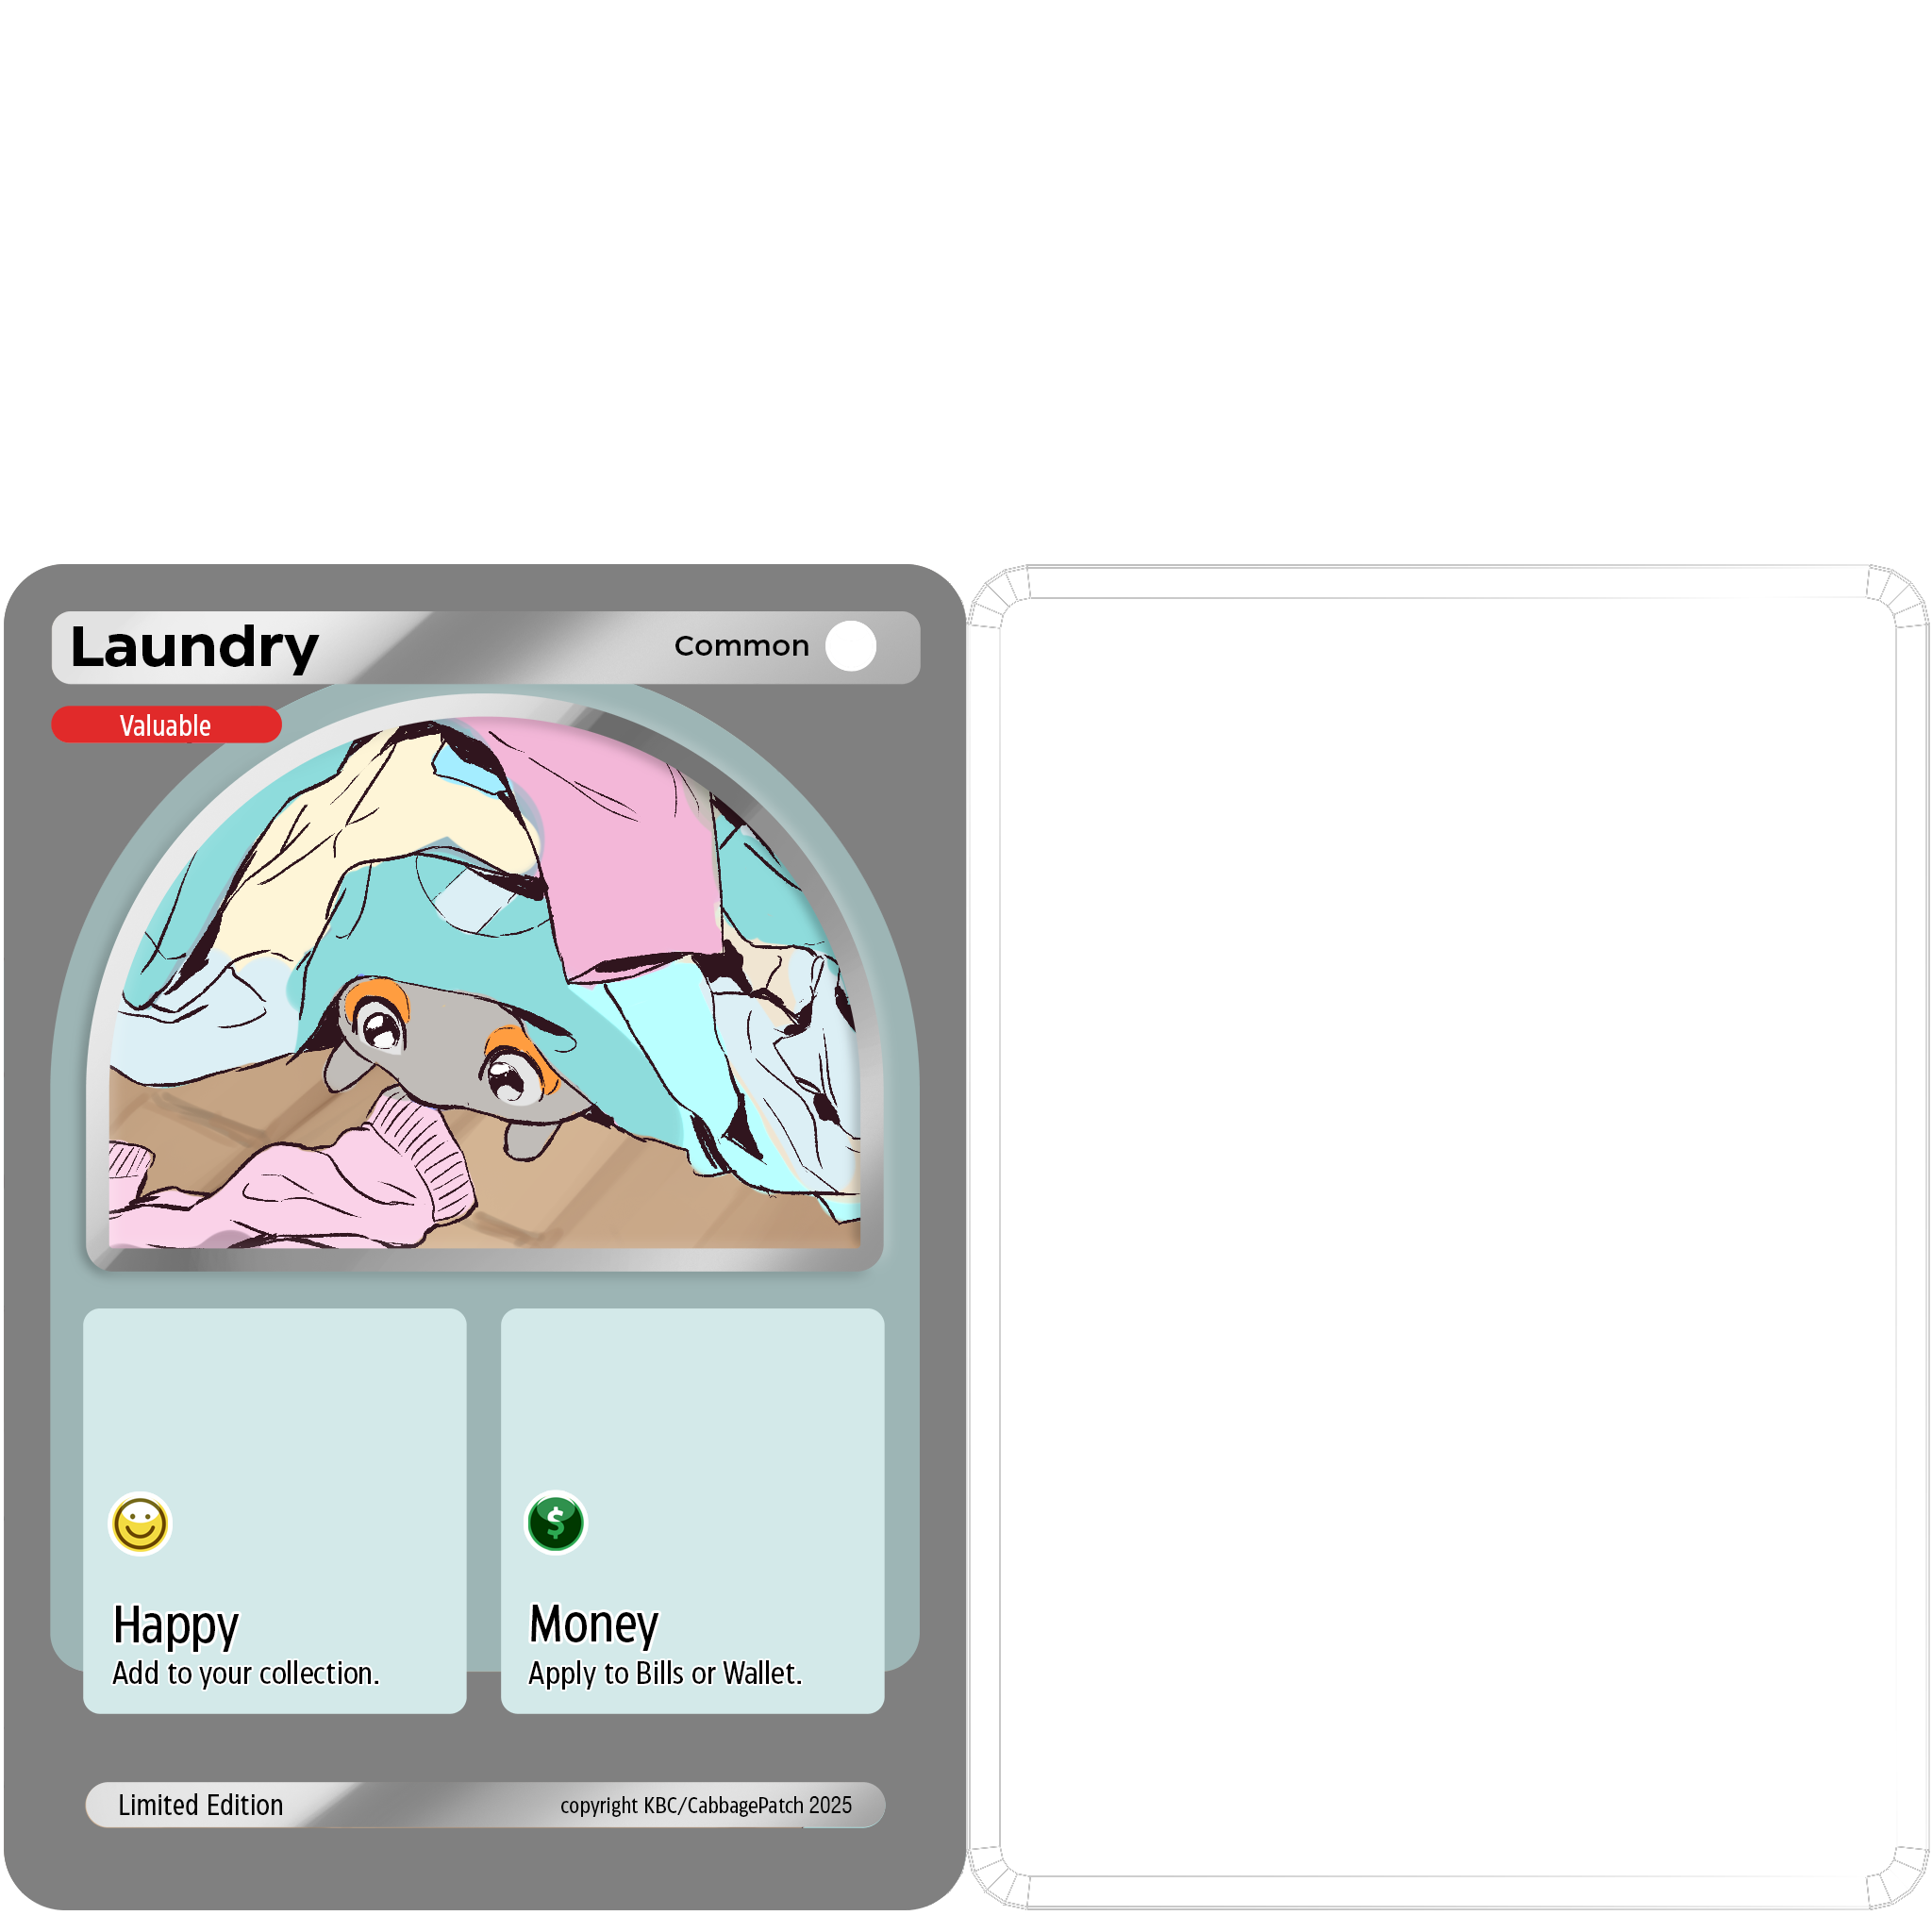 Laundry
Common
Valuable
$
Happy
Add to your collection.
Money
Apply to Bills or Wallet.
Limited Edition
copyright KBC/CabbagePatch 2025